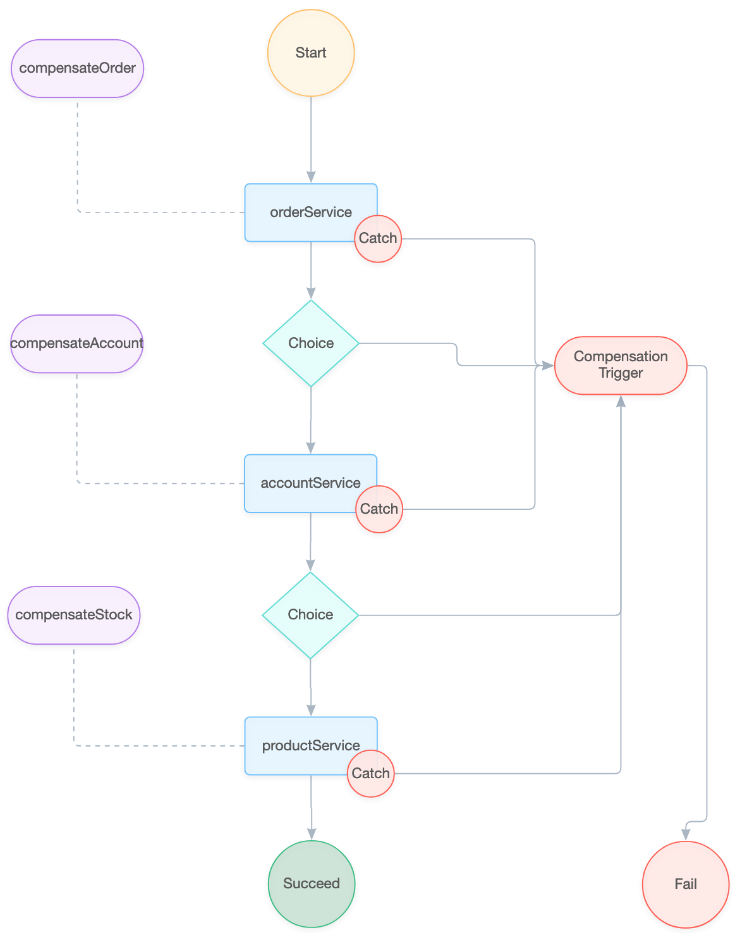 Start
compensateOrder
orderService
Catch
compensateAccount
Choice
Compensation
Trigger
accountService
Catch
compensateStock
Choice
productService
Catch
Succeed
Fail